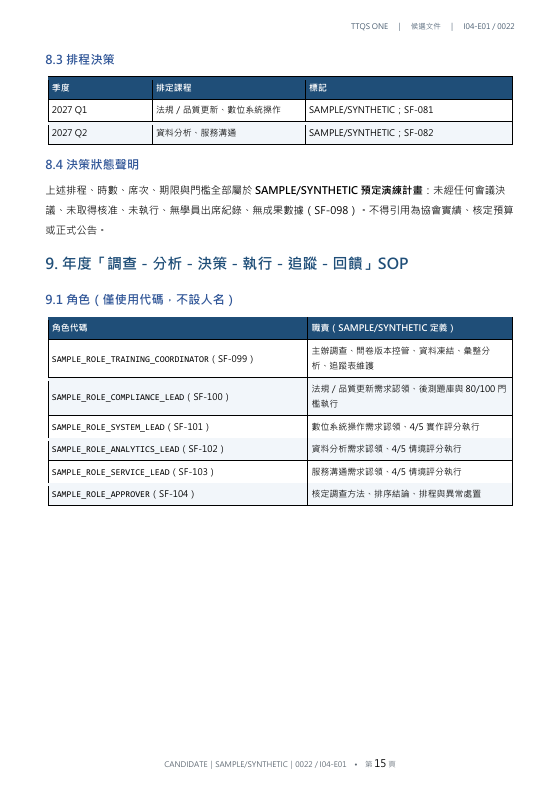 TTQS ONE | 候選文件 | I04-E01 / 0022
8.3 排程決策
季度 排定課程 標記
2027 Q1 法規 / 品質更新、數位系統操作 SAMPLE/SYNTHETIC；SF-081
2027 Q2 資料分析、服務溝通 SAMPLE/SYNTHETIC；SF-082
8.4 決策狀態聲明
上述排程、時數、席次、期限與門檻全部屬於 SAMPLE/SYNTHETIC 預定演練計畫：未經任何會議決
議、未取得核准、未執行、無學員出席紀錄、無成果數據（SF-098）。不得引用為協會實績、核定預算
或正式公告。
9. 年度「調查－分析－決策－執行－追蹤－回饋」SOP
9.1 角色（僅使用代碼，不設人名）
角色代碼 職責（SAMPLE/SYNTHETIC 定義）
SAMPLE_ROLE_TRAINING_COORDINATOR（SF-099） 主辦調查、問卷版本控管、資料凍結、彙整分
析、追蹤表維護
SAMPLE_ROLE_COMPLIANCE_LEAD（SF-100） 法規 / 品質更新需求認領、後測題庫與 80/100 門
檻執行
SAMPLE_ROLE_SYSTEM_LEAD（SF-101） 數位系統操作需求認領、4/5 實作評分執行
SAMPLE_ROLE_ANALYTICS_LEAD（SF-102） 資料分析需求認領、4/5 情境評分執行
SAMPLE_ROLE_SERVICE_LEAD（SF-103） 服務溝通需求認領、4/5 情境評分執行
SAMPLE_ROLE_APPROVER（SF-104） 核定調查方法、排序結論、排程與異常處置
CANDIDATE | SAMPLE/SYNTHETIC | 0022 / I04-E01 • 第 15 頁